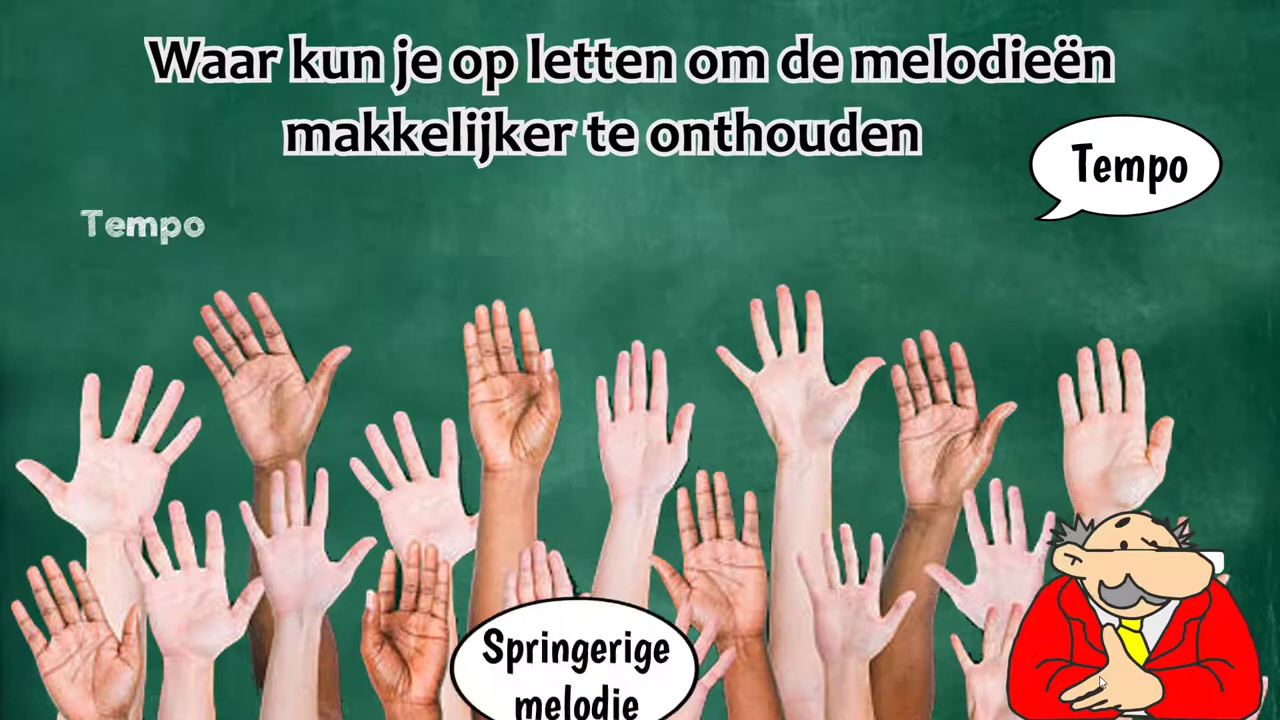 Waar kun je op letten om de melodieën
makkelijker te onthouden
Tempo
Tempo
Springerige
melodie